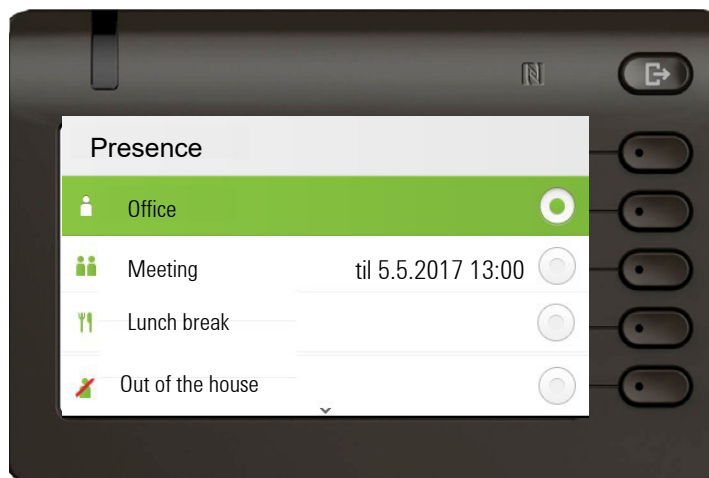 Presence
Office
Meeting til 5.5.2017 13:00
Lunch break
Out of the house